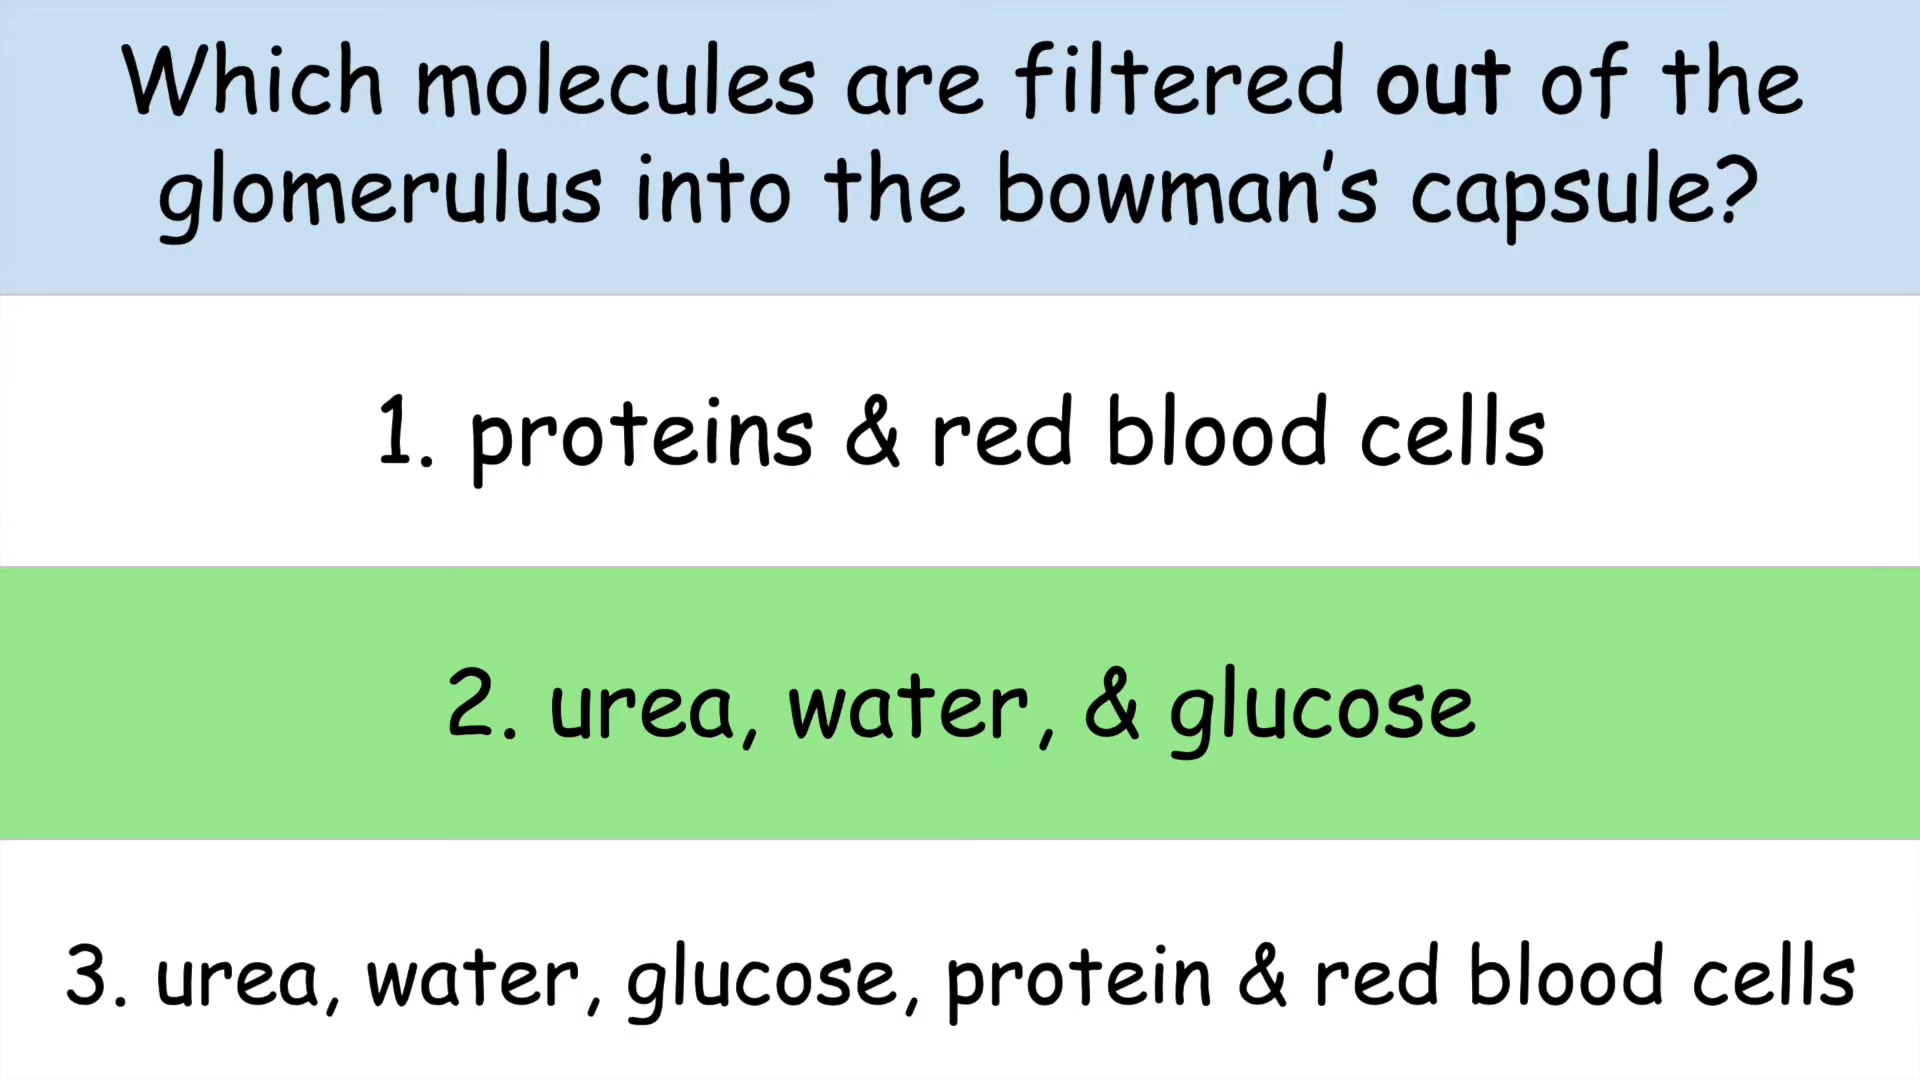 Which molecules are filtered out of the
glomerulus into the bowman's capsule?
1. proteins & red blood cells
2. urea, water, & glucose
3. urea, water, glucose, protein & red blood cells